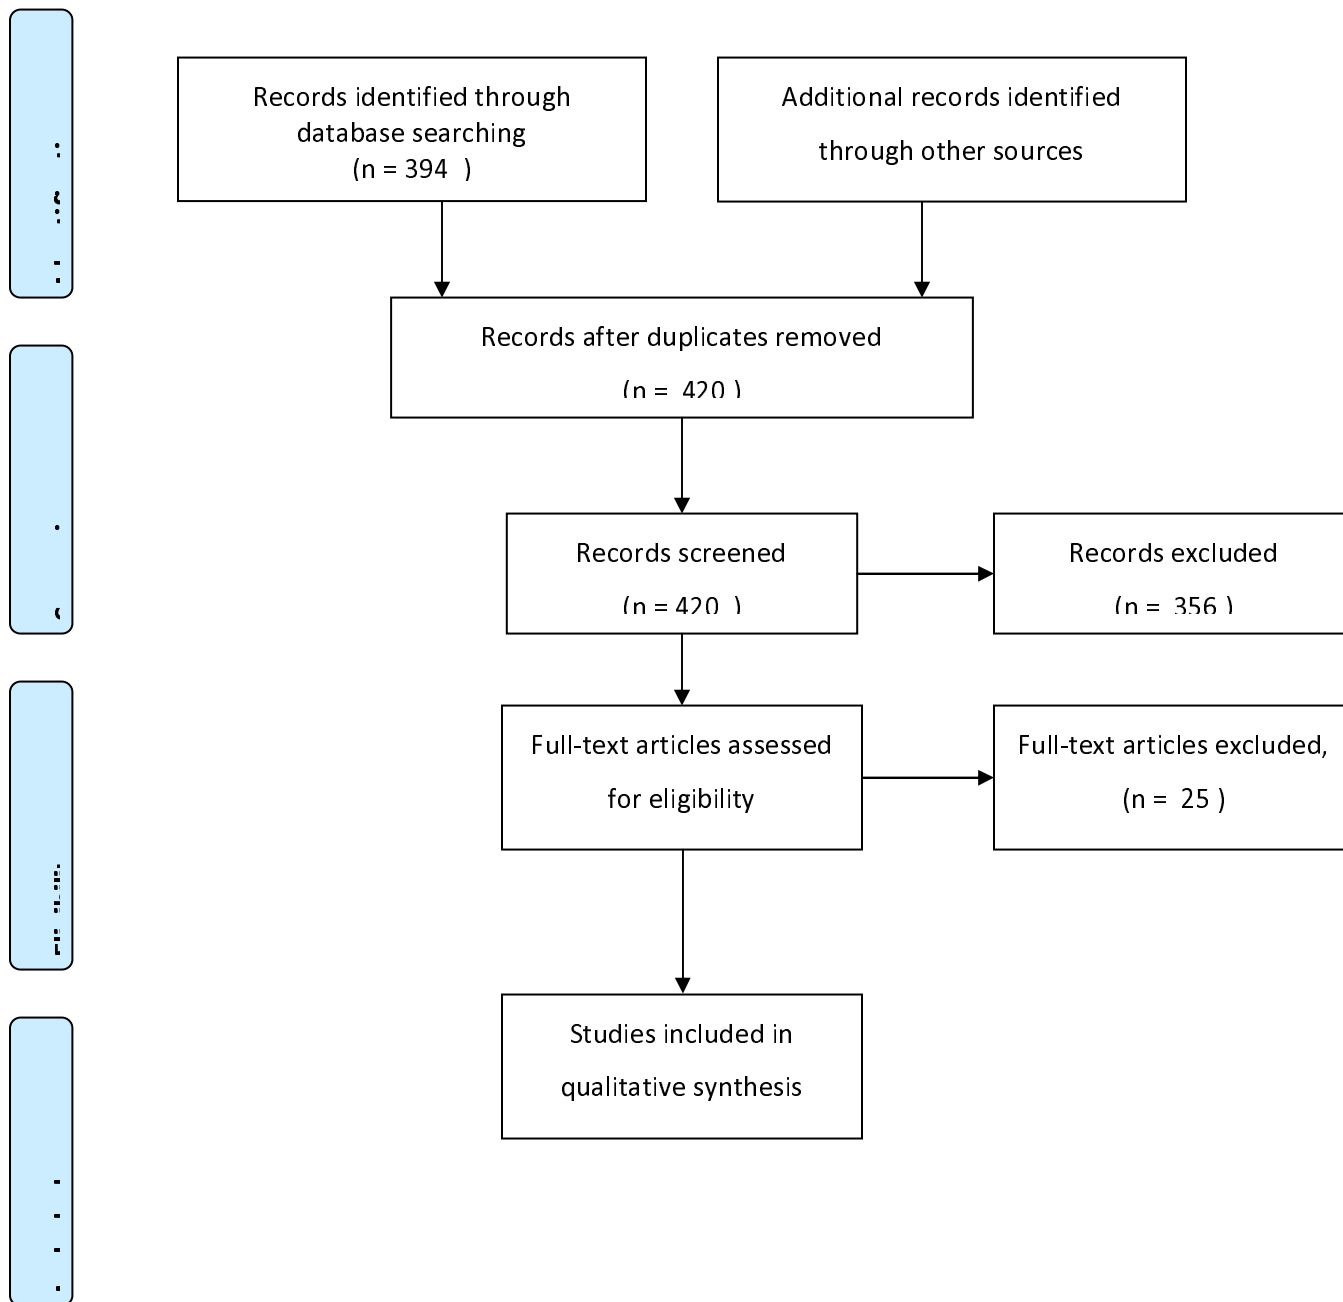 Records identified through
database searching
(n = 394 )
Additional records identified
through other sources
Records after duplicates removed
(n = 420 )
Records screened
(n = 420 )
Records excluded
(n = 356 )
Full-text articles assessed
for eligibility
Full-text articles excluded,
(n = 25 )
Studies included in
qualitative synthesis